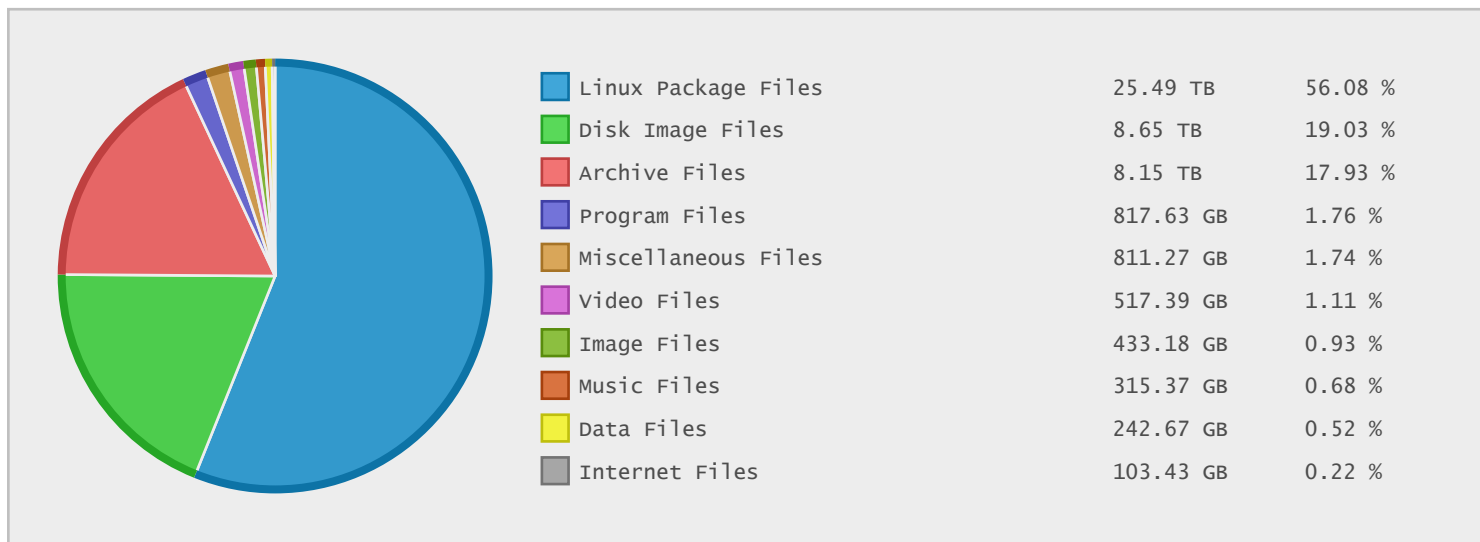 Linux Package Files 25.49 TB 56.08 %
Disk Image Files 8.65 TB 19.03 %
Archive Files 8.15 TB 17.93 %
Program Files 817.63 GB 1.76 %
Miscellaneous Files 811.27 GB 1.74 %
Video Files 517.39 GB 1.11 %
Image Files 433.18 GB 0.93 %
Music Files 315.37 GB 0.68 %
Data Files 242.67 GB 0.52 %
Internet Files 103.43 GB 0.22 %